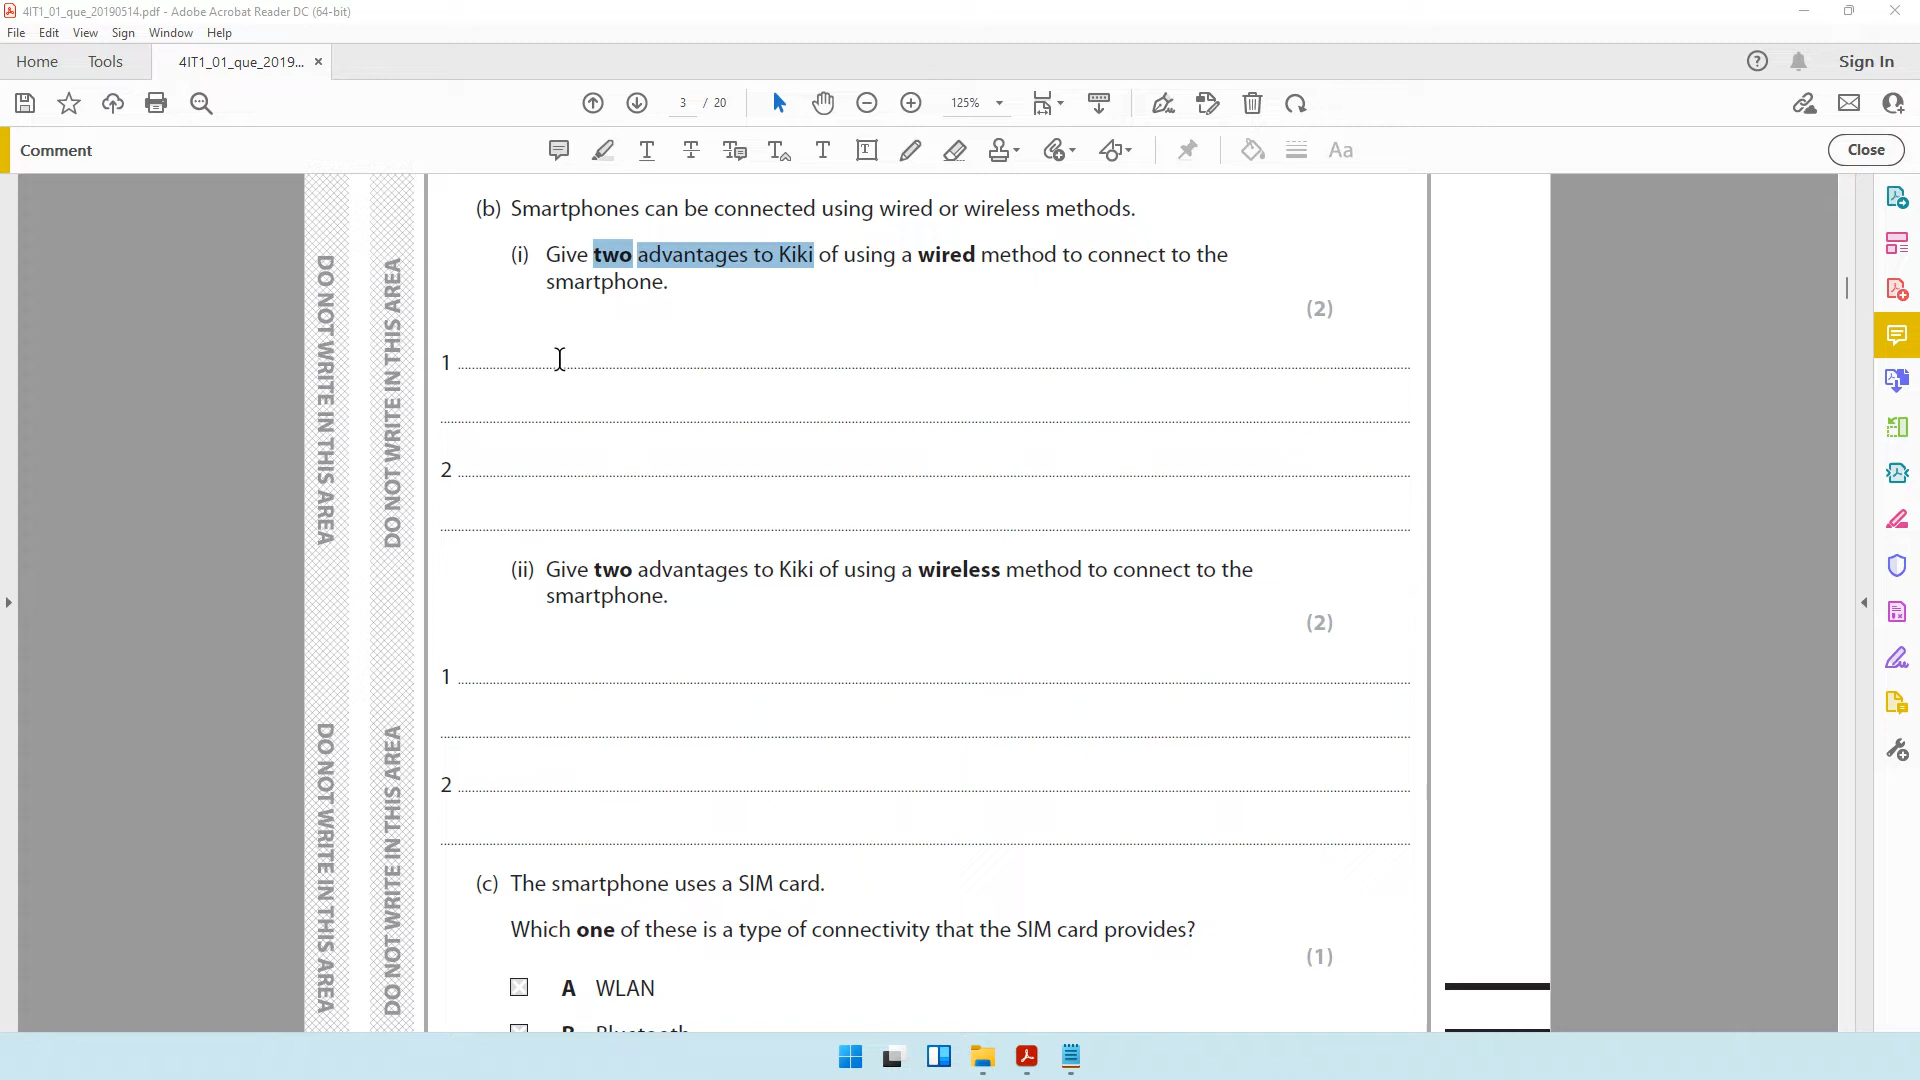 4IT1_01_que_20190514.pdf - Adobe Acrobat Reader DC (64-bit)
File Edit View Sign Window Help
Home Tools 4IT1_01_que_2019... × Sign In
3 / 20 125%
Comment Close
(b) Smartphones can be connected using wired or wireless methods.
(i) Give two advantages to Kiki of using a wired method to connect to the
smartphone.
(2)
1
2
(ii) Give two advantages to Kiki of using a wireless method to connect to the
smartphone.
(2)
1
2
(c) The smartphone uses a SIM card.
Which one of these is a type of connectivity that the SIM card provides?
(1)
A WLAN
B Bluetooth
DO NOT WRITE IN THIS AREA
DO NOT WRITE IN THIS AREA
DO NOT WRITE IN THIS AREA
DO NOT WRITE IN THIS AREA